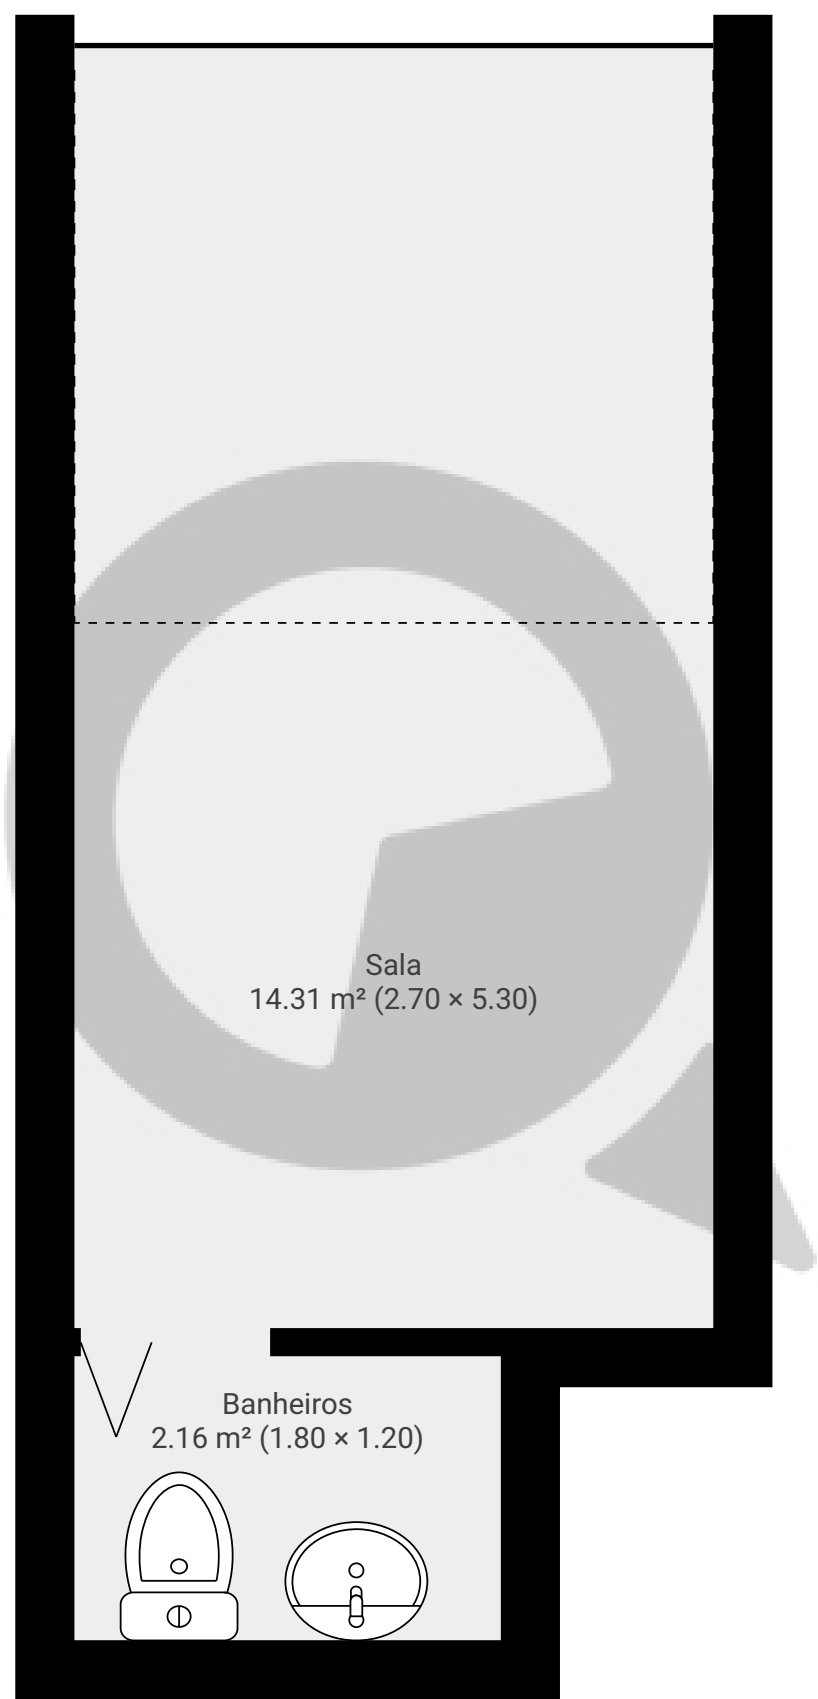 Sala
14.31 m² (2.70 × 5.30)
Banheiros
2.16 m² (1.80 × 1.20)